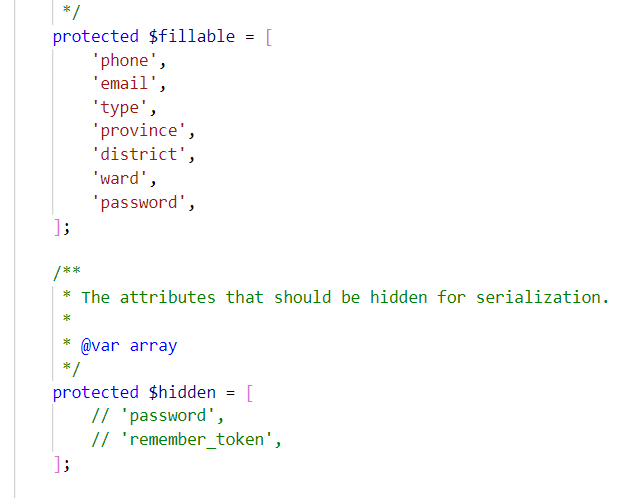 */
protected $fillable = [
'phone',
'email',
'type',
'province',
'district',
'ward',
'password',
];
/**
* The attributes that should be hidden for serialization.
*
* @var array
*/
protected $hidden = [
// 'password',
// 'remember_token',
];